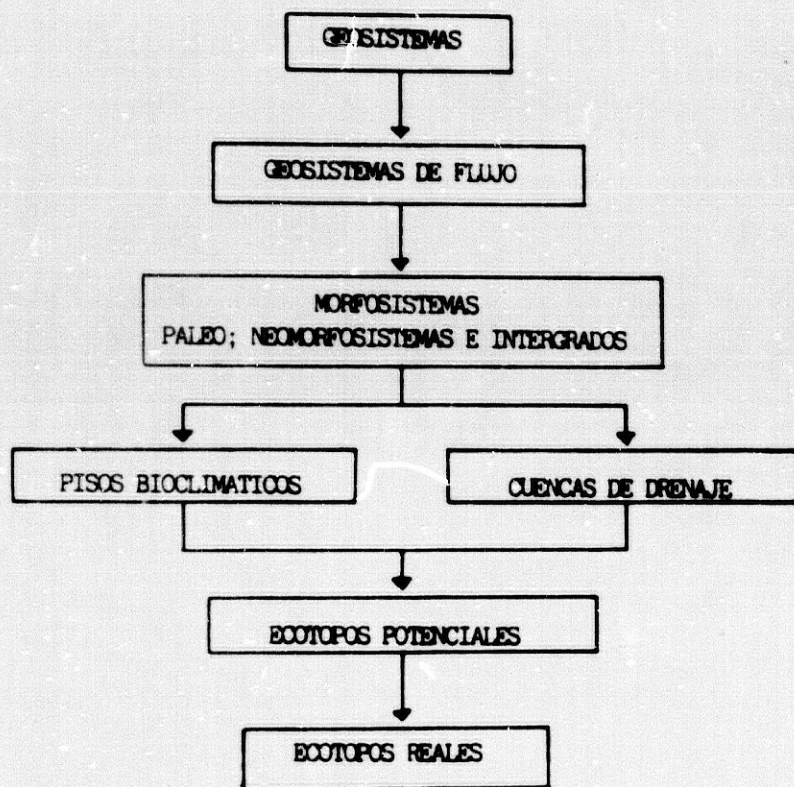 GEOSISTEMAS
GEOSISTEMAS DE FLUJO
MORFOSISTEMAS
PALEO; NEOMORFOSISTEMAS E INTERGRADOS
PISOS BIOCLIMATICOS
CUENCAS DE DRENAJE
ECOTOPOS POTENCIALES
ECOTOPOS REALES